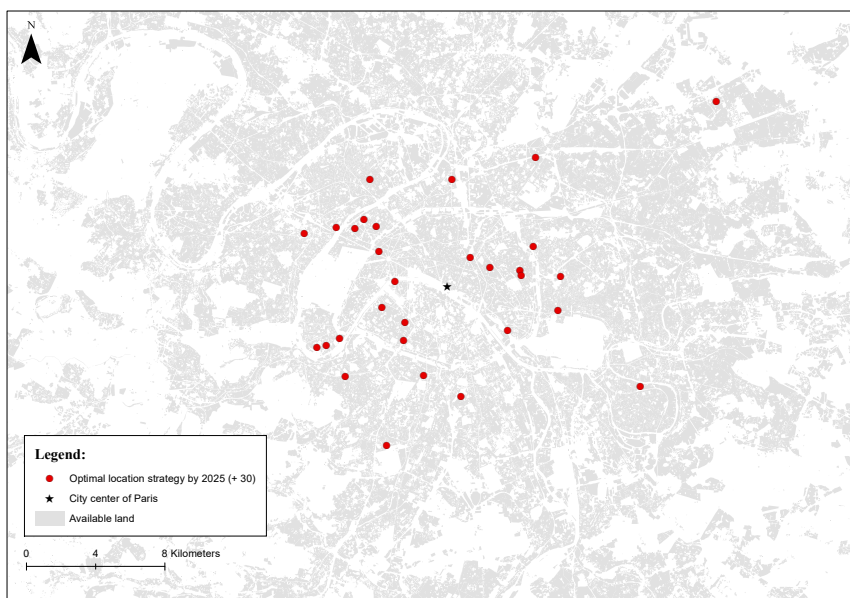 N
Legend:
Optimal location strategy by 2025 (+ 30)
City center of Paris
Available land
0 4 8 Kilometers